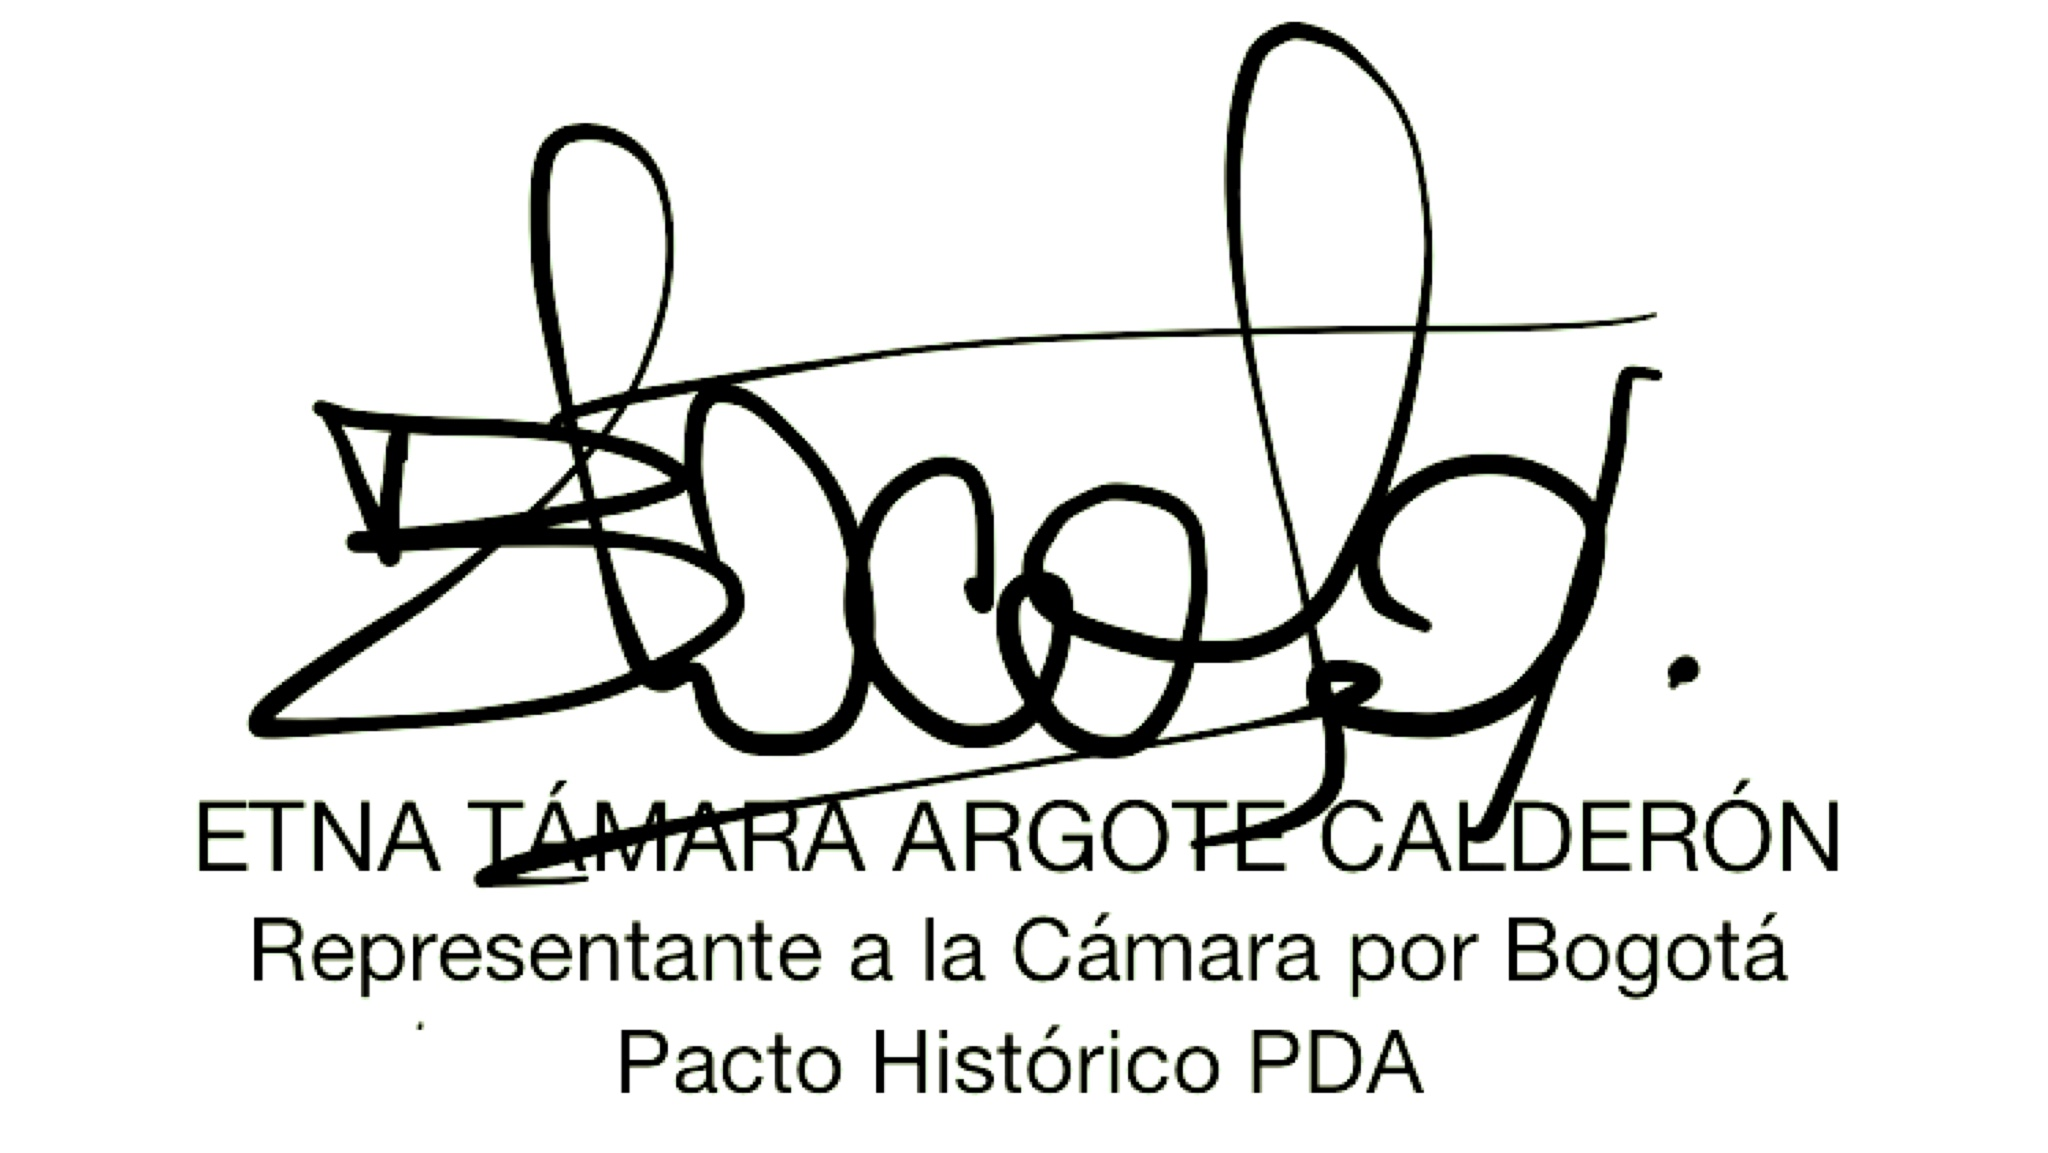 ETNA TÁMARA ARGOTE CALDERÓN
Representante a la Cámara por Bogotá
Pacto Histórico PDA